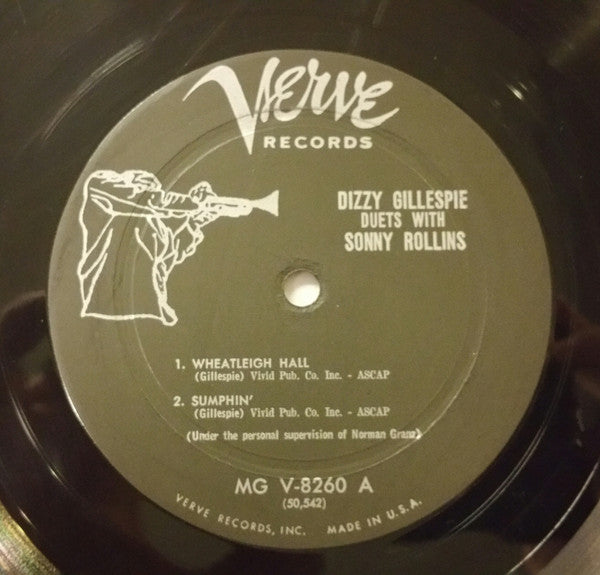 Verve
RECORDS
DIZZY GILLESPIE
DUETS WITH
SONNY ROLLINS
1. WHEATLEIGH HALL
(Gillespie) Vivid Pub. Co. Inc. - ASCAP
2. SUMPHIN'
(Gillespie) Vivid Pub. Co. Inc. - ASCAP
(Under the personal supervision of Norman Granz)
MG V-8260 A
(50,542)
VERVE RECORDS, INC. MADE IN U.S.A.